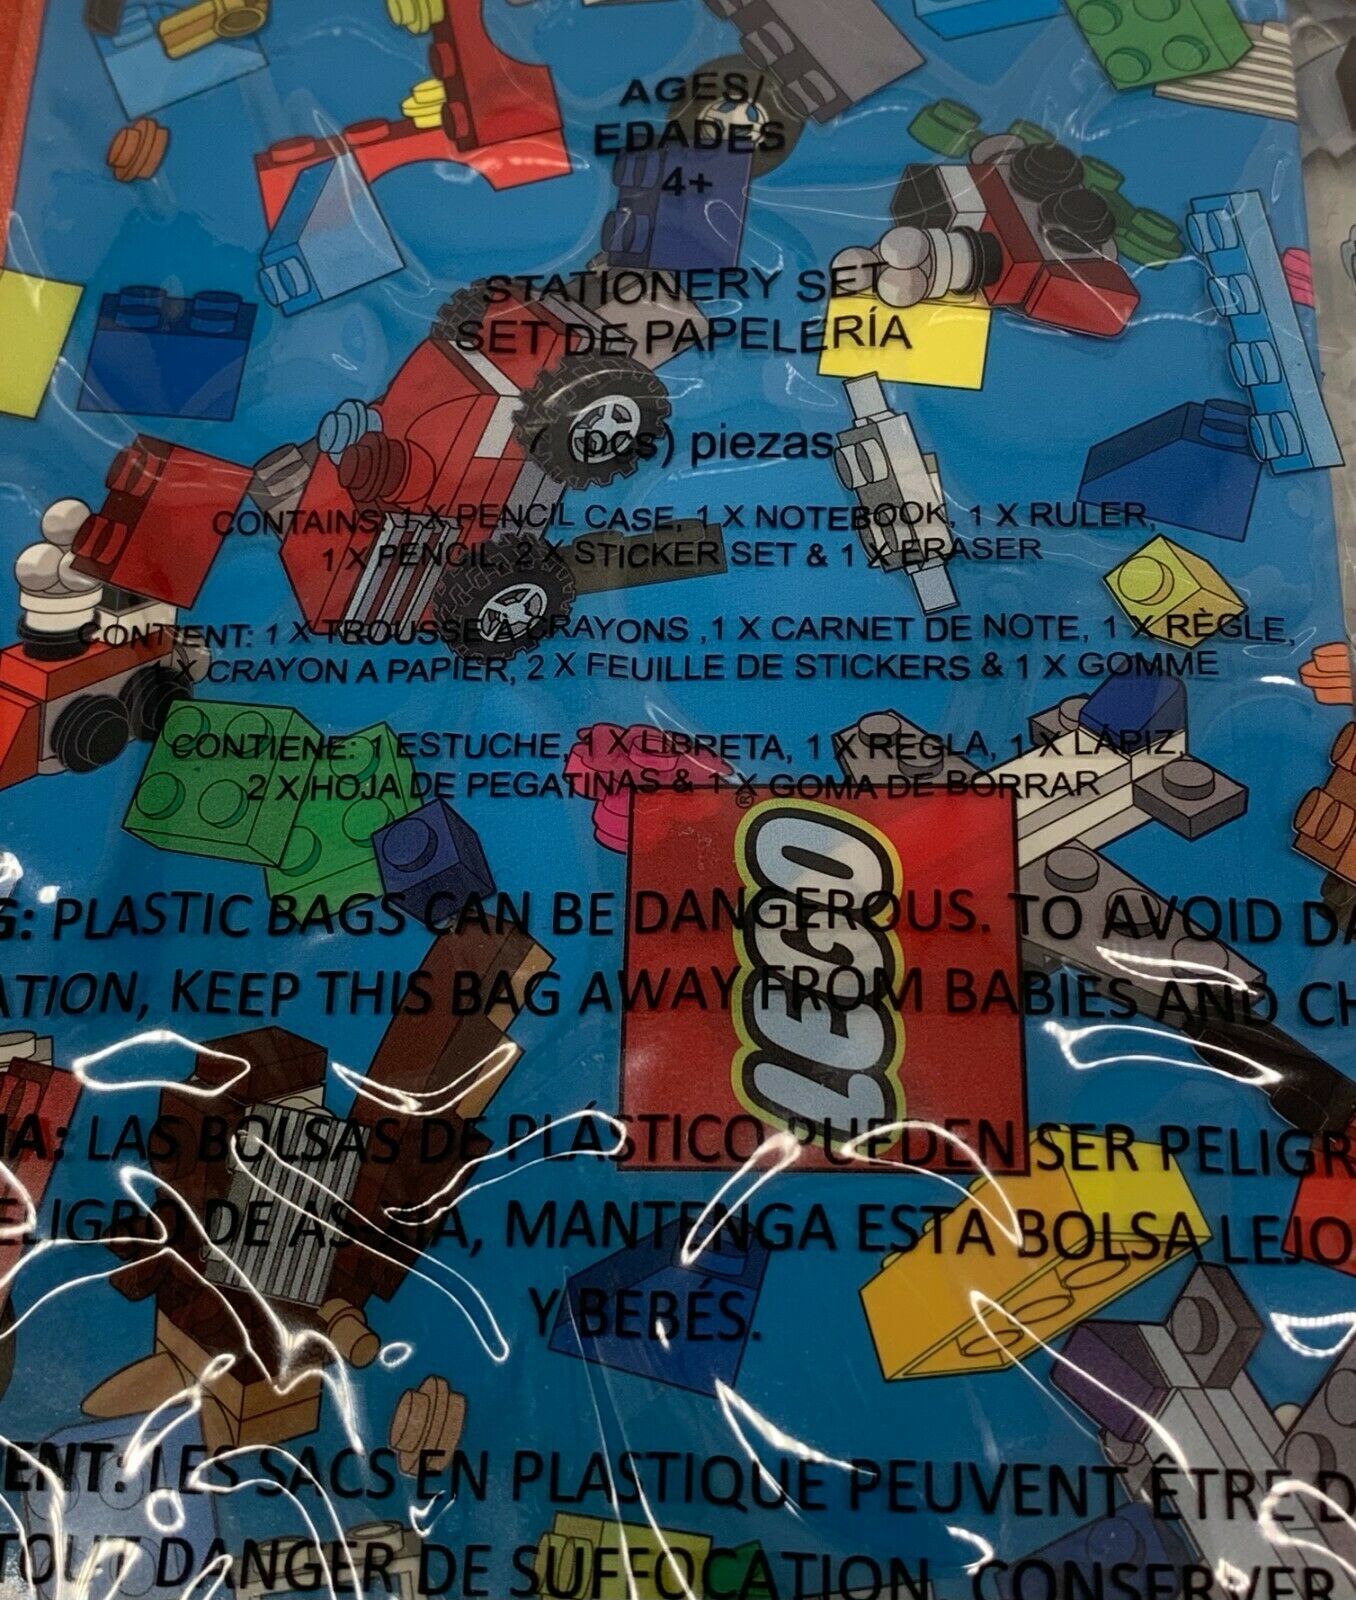 AGES/
EDADES
4+
STATIONERY SET
SET DE PAPELERÍA
7 (pcs) piezas
CONTAINS: 1 X PENCIL CASE, 1 X NOTEBOOK, 1 X RULER,
1 X PENCIL, 2 X STICKER SET & 1 X ERASER
CONTIENT: 1 X TROUSSE A CRAYONS ,1 X CARNET DE NOTE, 1 X RÈGLE,
1 X CRAYON A PAPIER, 2 X FEUILLE DE STICKERS & 1 X GOMME
CONTIENE: 1 ESTUCHE, 1 X LIBRETA, 1 X REGLA, 1 X LÁPIZ,
2 X HOJA DE PEGATINAS & 1 X GOMA DE BORRAR
LEGO ®
G: PLASTIC BAGS CAN BE DANGEROUS. TO AVOID DA
ATION, KEEP THIS BAG AWAY FROM BABIES AND CH
IA: LAS BOLSAS DE PLÁSTICO PUEDEN SER PELIGR
ELIGRO DE ASFIXIA, MANTENGA ESTA BOLSA LEJO
Y BEBÉS.
ENT: LES SACS EN PLASTIQUE PEUVENT ÊTRE D
TOUT DANGER DE SUFFOCATION, CONSERVER